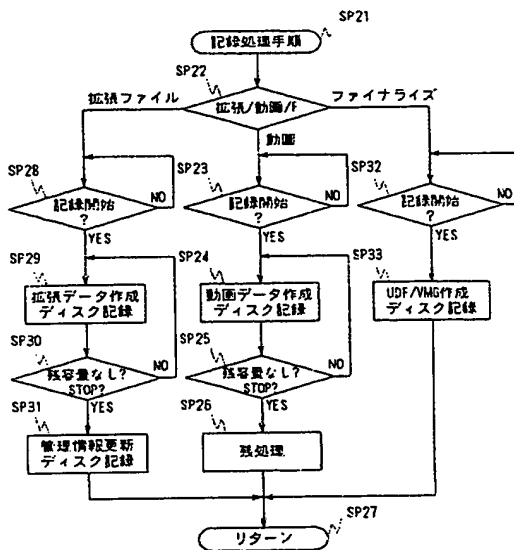 SP21
記録処理手順
SP22
拡張ファイル
ファイナライズ
拡張/動画/F
動画
SP28
SP23
SP32
記録開始
?
NO
記録開始
?
NO
記録開始
?
NO
YES
YES
YES
SP29
SP24
SP33
拡張データ作成
ディスク記録
動画データ作成
ディスク記録
UDF/VMG作成
ディスク記録
SP30
SP25
残容量なし?
STOP?
NO
残容量なし?
STOP?
NO
SP31
YES
SP26
YES
管理情報更新
ディスク記録
残処理
SP27
リターン